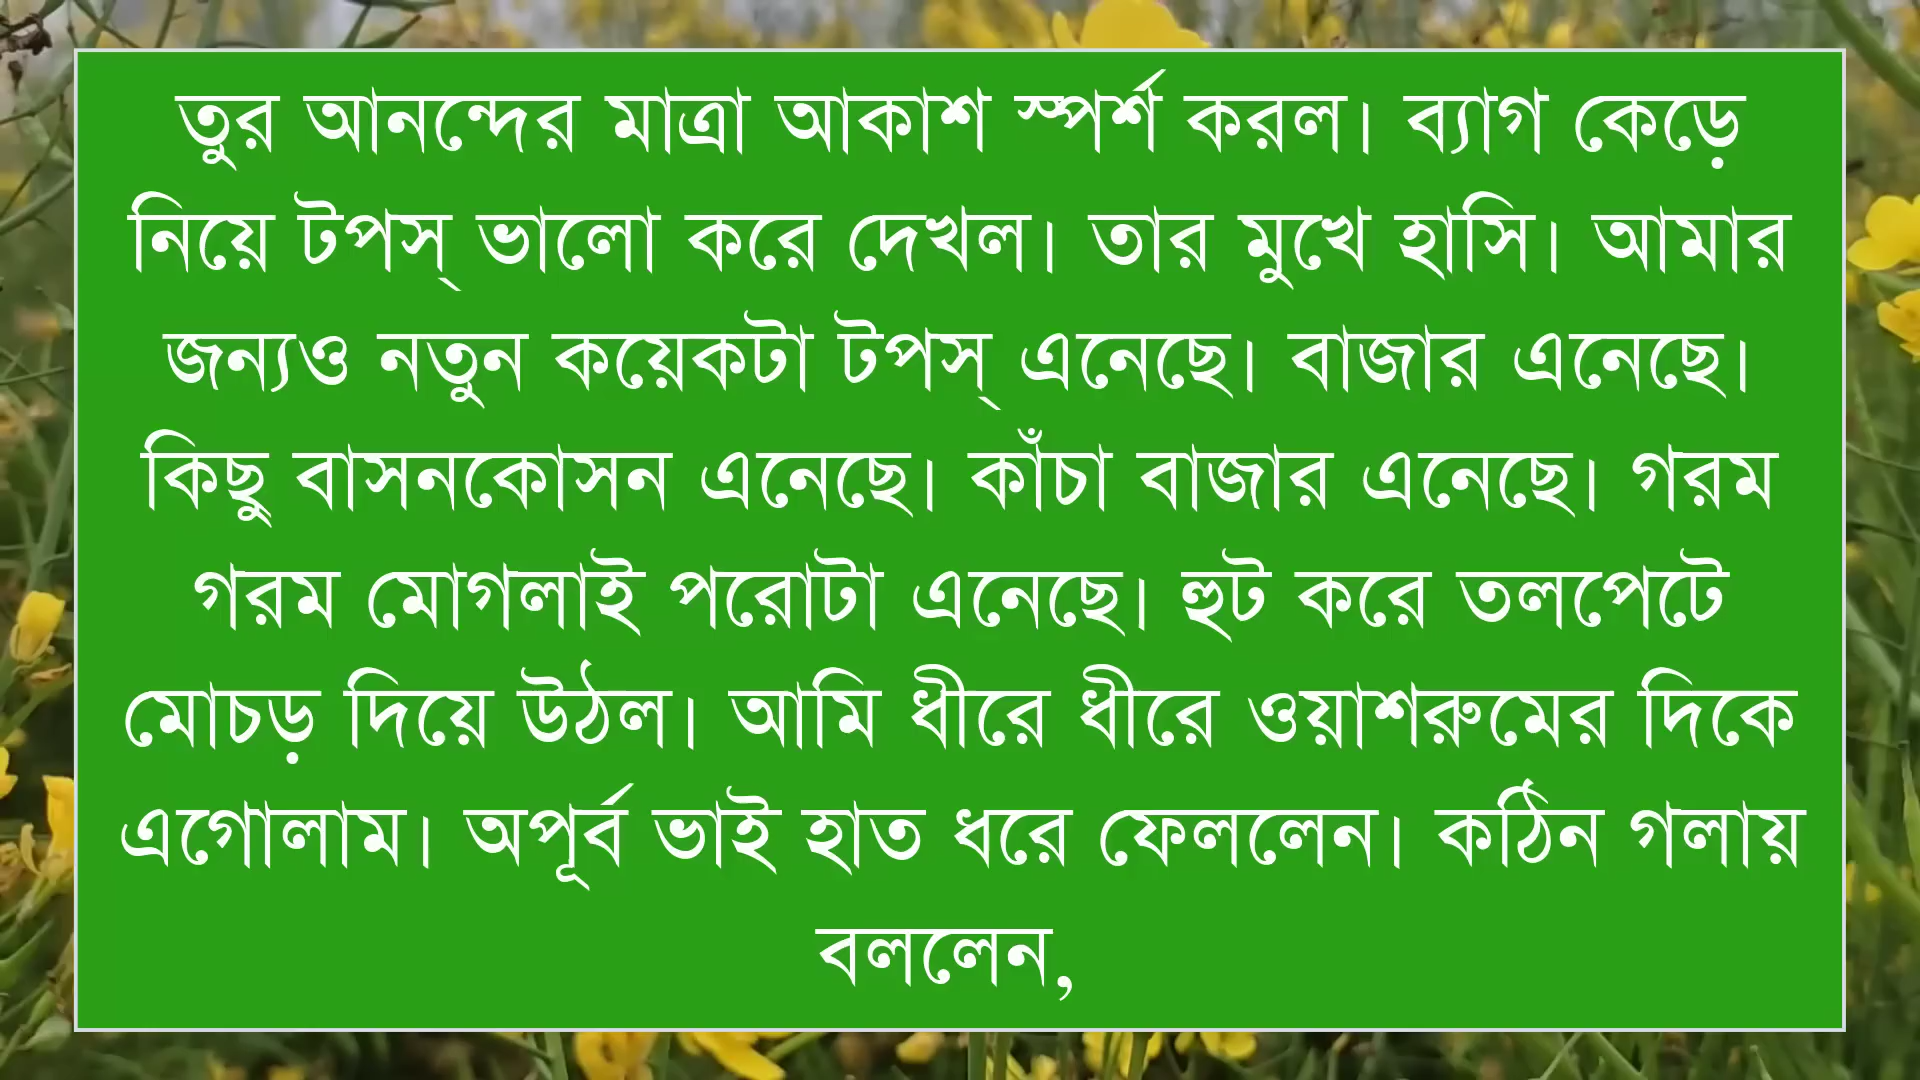 তুর আনন্দের মাত্রা আকাশ স্পর্শ করল। ব্যাগ কেড়ে
নিয়ে টপস্ ভালো করে দেখল। তার মুখে হাসি। আমার
জন্যও নতুন কয়েকটা টপস্ এনেছে। বাজার এনেছে।
কিছু বাসনকোসন এনেছে। কাঁচা বাজার এনেছে। গরম
গরম মোগলাই পরোটা এনেছে। হুট করে তলপেটে
মোচড় দিয়ে উঠল। আমি ধীরে ধীরে ওয়াশরুমের দিকে
এগোলাম। অপূর্ব ভাই হাত ধরে ফেললেন। কঠিন গলায়
বললেন,